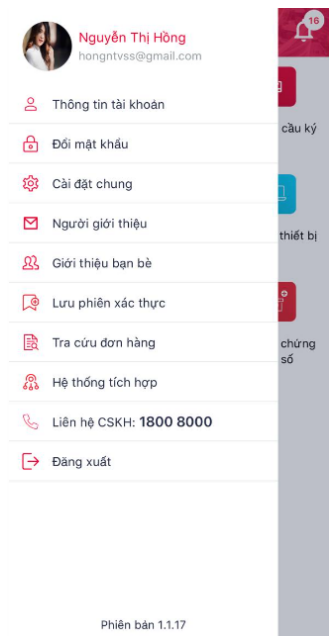 Nguyễn Thị Hồng
hongntvss@gmail.com
16
Thông tin tài khoản
cầu ký
Đổi mật khẩu
Cài đặt chung
Người giới thiệu
thiết bị
Giới thiệu bạn bè
Lưu phiên xác thực
Tra cứu đơn hàng
chứng
số
Hệ thống tích hợp
Liên hệ CSKH: 1800 8000
Đăng xuất
Phiên bản 1.1.17